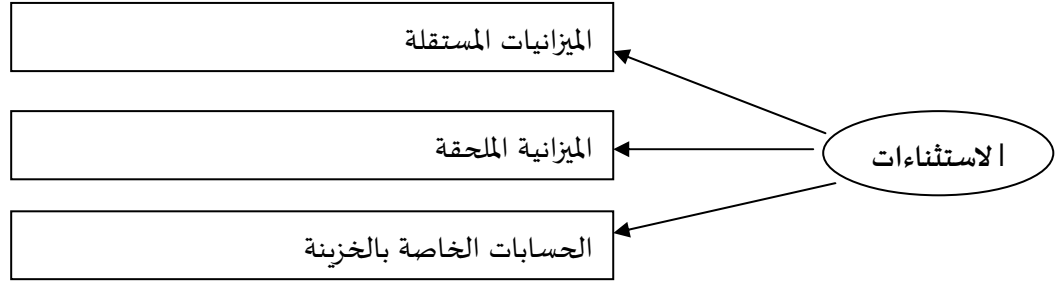 الميزانيات المستقلة
الميزانية الملحقة
الاستثناءات
الحسابات الخاصة بالخزينة